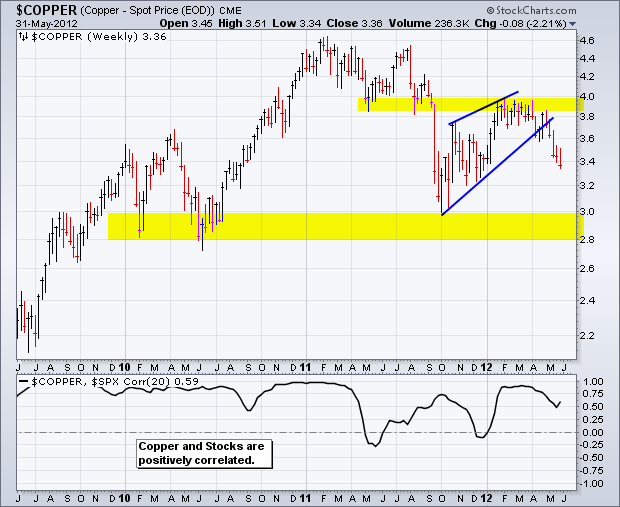 $COPPER (Copper - Spot Price (EOD)) CME © StockCharts.com
31-May-2012 Open 3.45 High 3.51 Low 3.34 Close 3.36 Volume 236.3K Chg -0.08 (-2.21%)
$COPPER (Weekly) 3.36
4.6
4.4
4.2
4.0
3.8
3.6
3.4
3.2
3.0
2.8
2.6
2.4
2.2
J J A S O N D 10 F M A M J J A S O N D 11 F M A M J J A S O N D 12 F M A M J
$COPPER, $SPX Corr(20) 0.59
1.00
0.75
0.50
0.25
0.00
-0.25
-0.50
-0.75
-1.00
Copper and Stocks are
positively correlated.
J J A S O N D 10 F M A M J J A S O N D 11 F M A M J J A S O N D 12 F M A M J